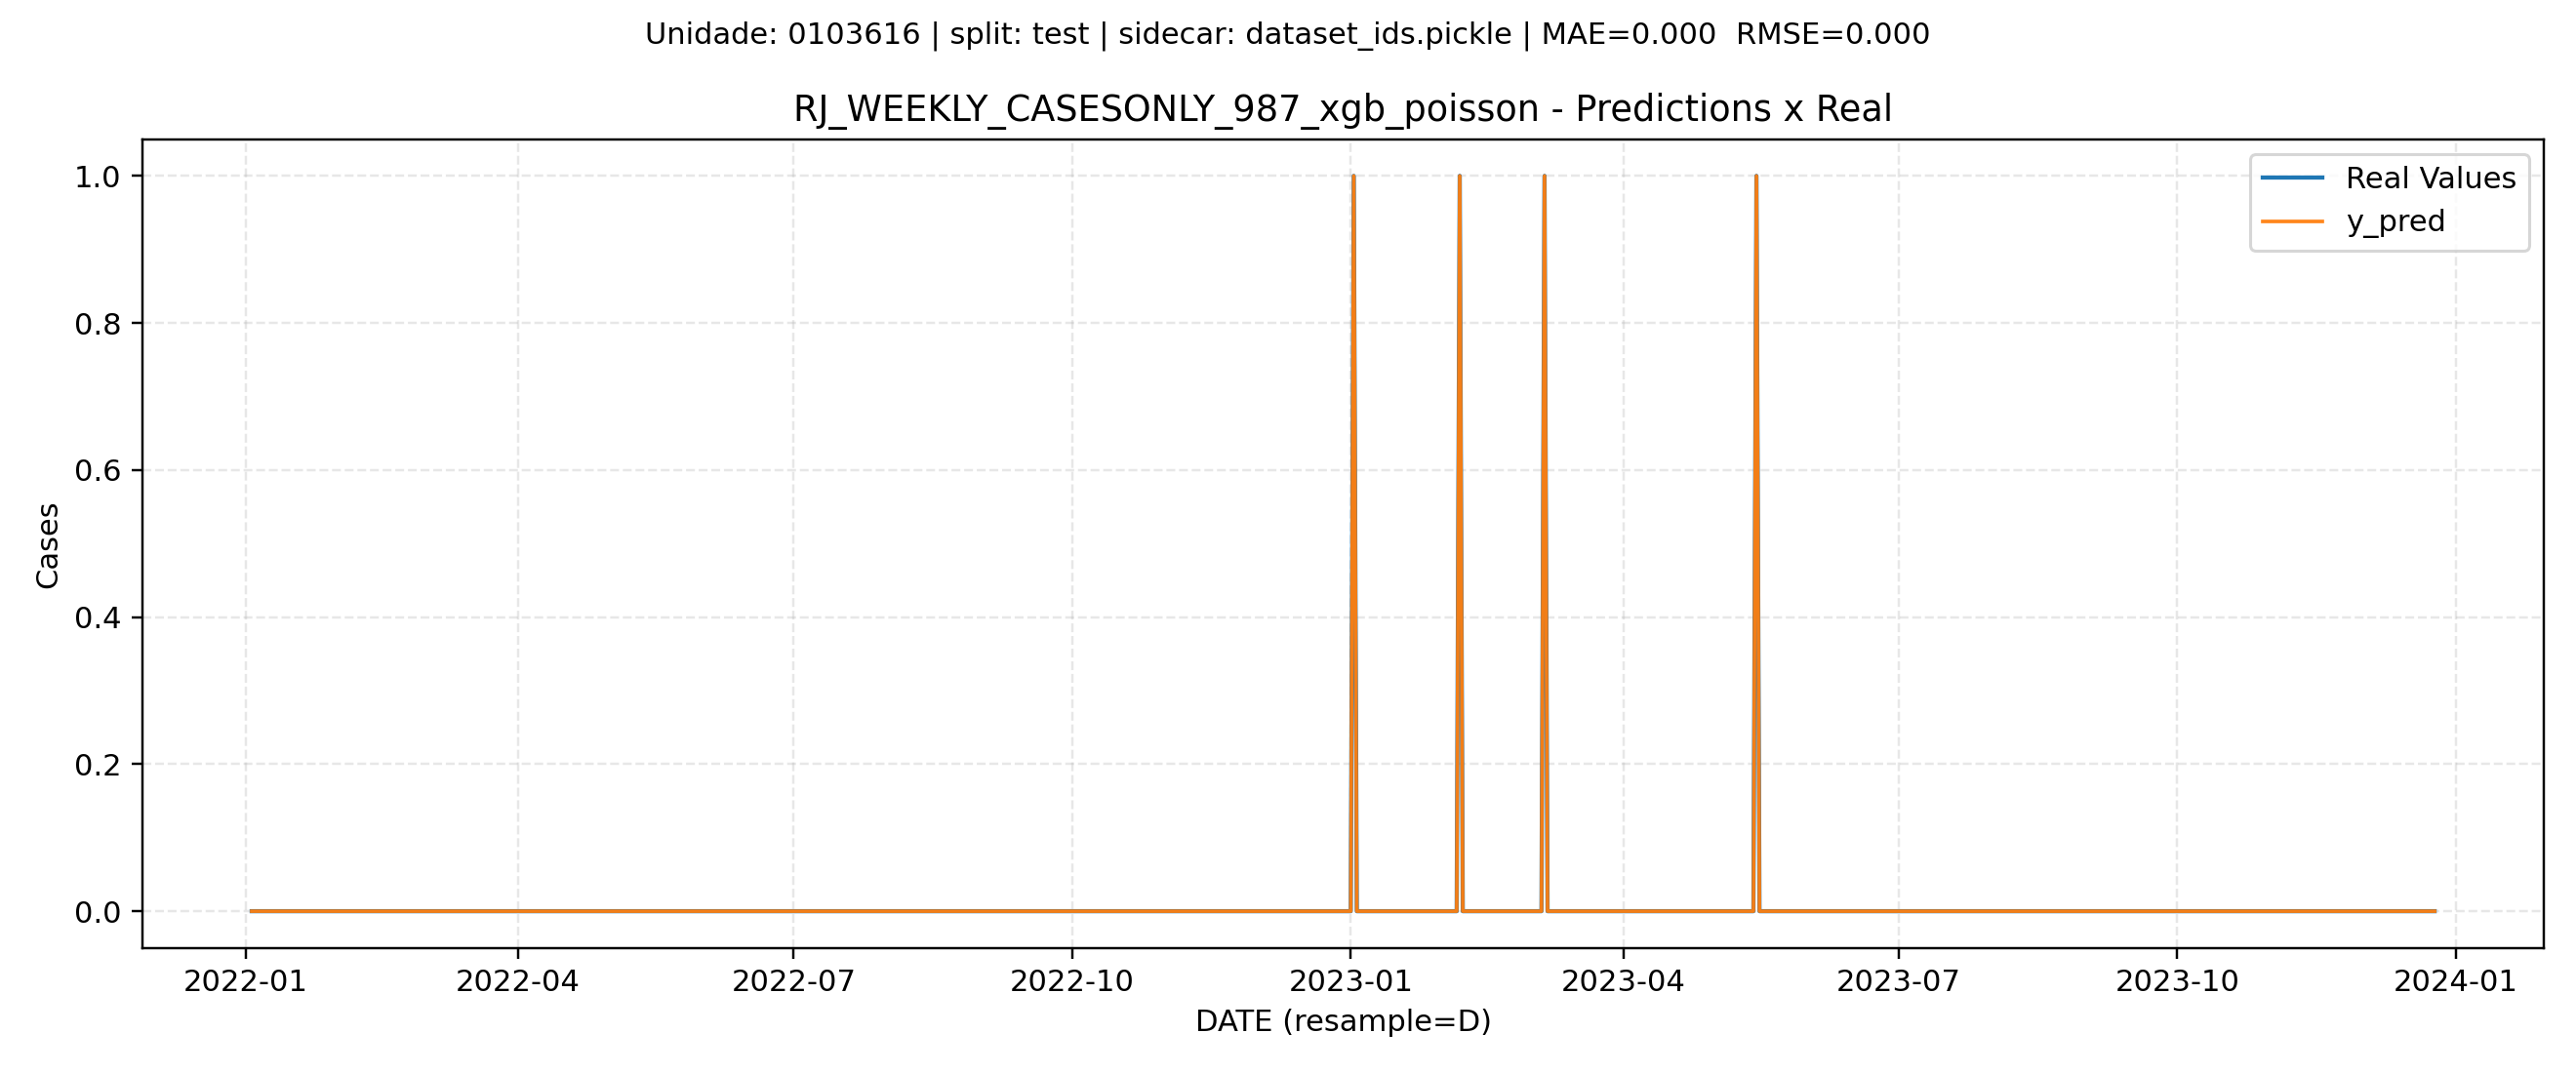 Unidade: 0103616 | split: test | sidecar: dataset_ids.pickle | MAE=0.000  RMSE=0.000
RJ_WEEKLY_CASESONLY_987_xgb_poisson - Predictions x Real
Real Values
y_pred
1.0
0.8
0.6
0.4
0.2
0.0
Cases
2022-01 2022-04 2022-07 2022-10 2023-01 2023-04 2023-07 2023-10 2024-01
DATE (resample=D)